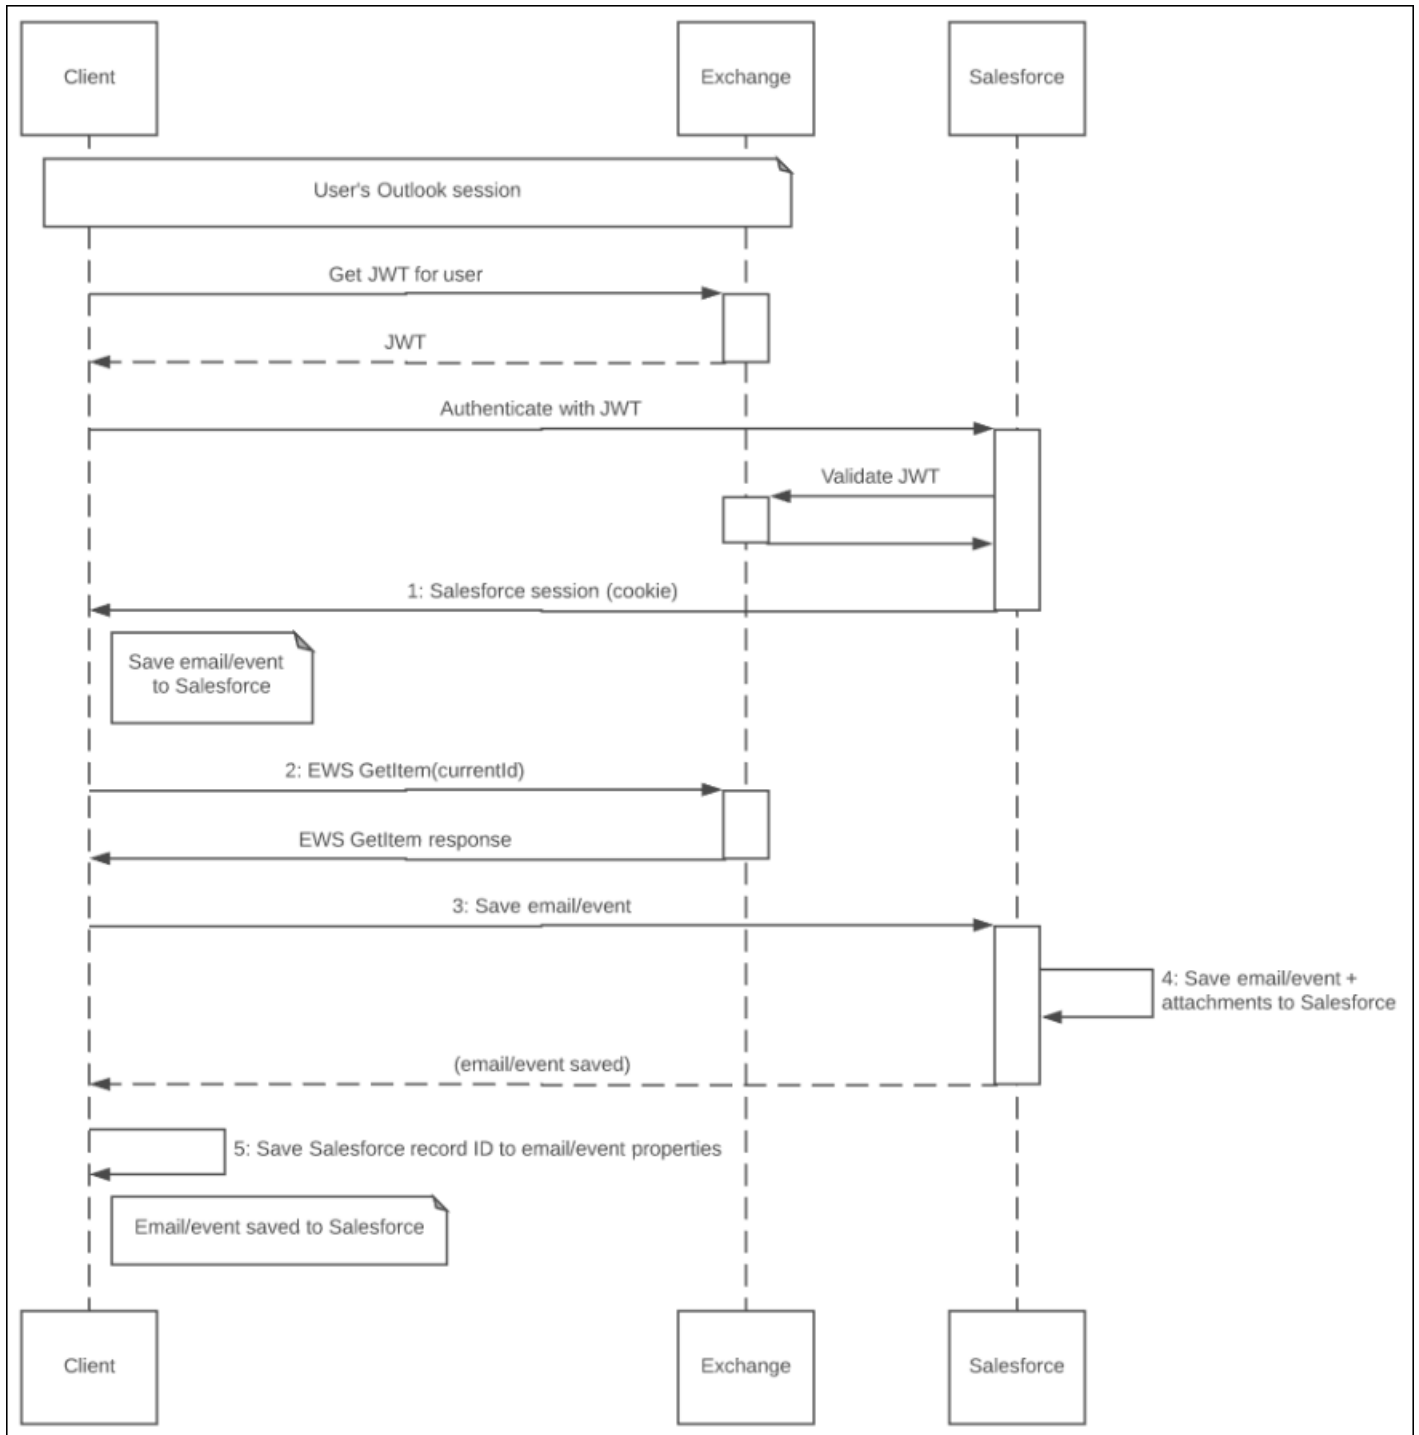 Client
Exchange
Salesforce
User's Outlook session
Get JWT for user
JWT
Authenticate with JWT
Validate JWT
1: Salesforce session (cookie)
Save email/event
to Salesforce
2: EWS GetItem(currentId)
EWS GetItem response
3: Save email/event
4: Save email/event +
attachments to Salesforce
(email/event saved)
5: Save Salesforce record ID to email/event properties
Email/event saved to Salesforce
Client
Exchange
Salesforce